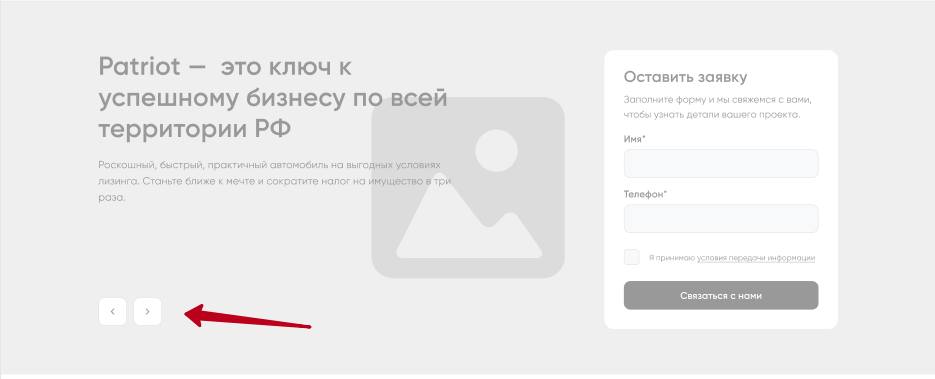 Patriot — это ключ к
успешному бизнесу по всей
территории РФ
Роскошный, быстрый, практичный автомобиль на выгодных условиях
лизинга. Станьте ближе к мечте и сократите налог на имущество в три
раза.
Оставить заявку
Заполните форму и мы свяжемся с вами,
чтобы узнать детали вашего проекта.
Имя*
Телефон*
Я принимаю условия передачи информации
Связаться с нами